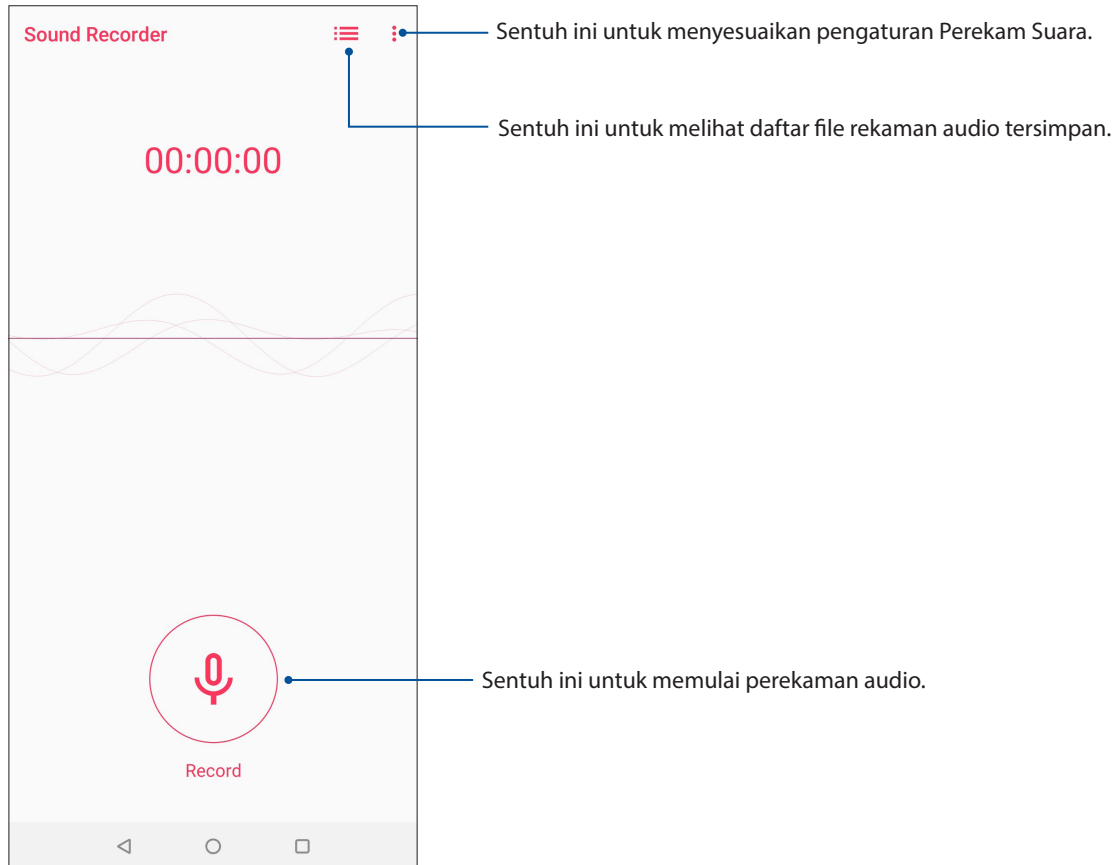 Sound Recorder
Sentuh ini untuk menyesuaikan pengaturan Perekam Suara.
Sentuh ini untuk melihat daftar file rekaman audio tersimpan.
00:00:00
Sentuh ini untuk memulai perekaman audio.
Record